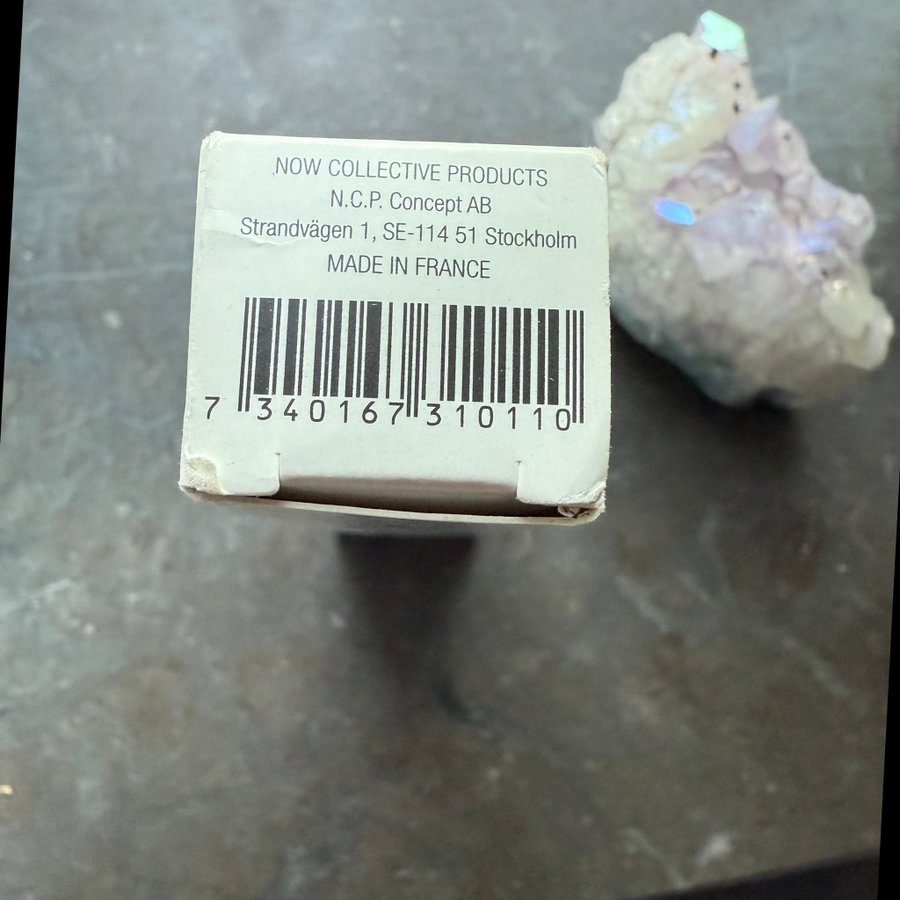 NOW COLLECTIVE PRODUCTS
N.C.P. Concept AB
Strandvägen 1, SE-114 51 Stockholm
MADE IN FRANCE
7 340167 310110